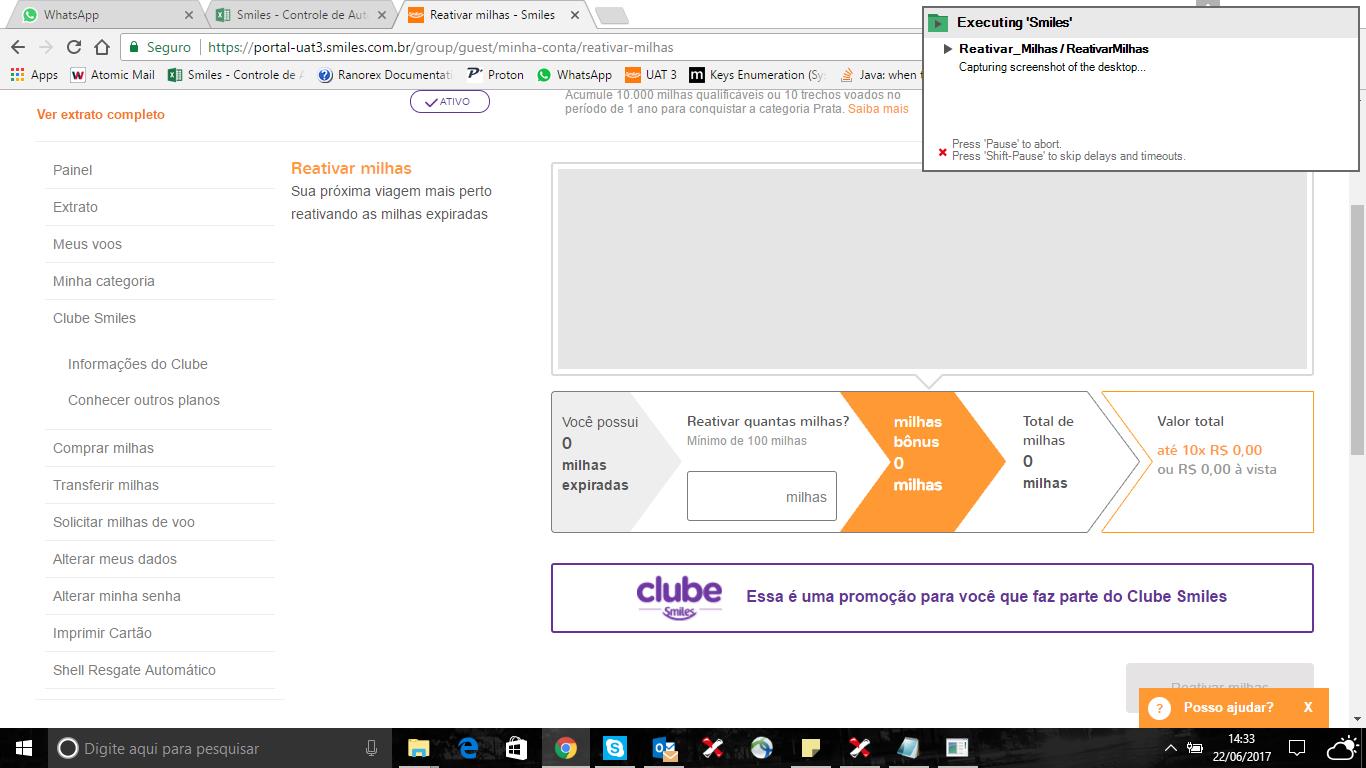 WhatsApp
Smiles - Controle de Aut
Reativar milhas - Smiles
Seguro
https://portal-uat3.smiles.com.br/group/guest/minha-conta/reativar-milhas
Apps
Atomic Mail
Smiles - Controle de A
Ranorex Documentati
Proton
WhatsApp
UAT 3
Keys Enumeration (Sy
Java: when t
Executing 'Smiles'
Reativar_Milhas / ReativarMilhas
Capturing screenshot of the desktop...
Press 'Pause' to abort.
Press 'Shift-Pause' to skip delays and timeouts.
Ver extrato completo
ATIVO
Acumule 10.000 milhas qualificáveis ou 10 trechos voados no
período de 1 ano para conquistar a categoria Prata. Saiba mais
Painel
Extrato
Meus voos
Minha categoria
Clube Smiles
Informações do Clube
Conhecer outros planos
Comprar milhas
Transferir milhas
Solicitar milhas de voo
Alterar meus dados
Alterar minha senha
Imprimir Cartão
Shell Resgate Automático
Reativar milhas
Sua próxima viagem mais perto
reativando as milhas expiradas
Você possui
0
milhas
expiradas
Reativar quantas milhas?
Mínimo de 100 milhas
milhas
milhas
bônus
0
milhas
Total de
milhas
0
milhas
Valor total
até 10x R$ 0,00
ou R$ 0,00 à vista
clube
Smiles
Essa é uma promoção para você que faz parte do Clube Smiles
Reativar milhas
? Posso ajudar? X
Digite aqui para pesquisar
14:33
22/06/2017